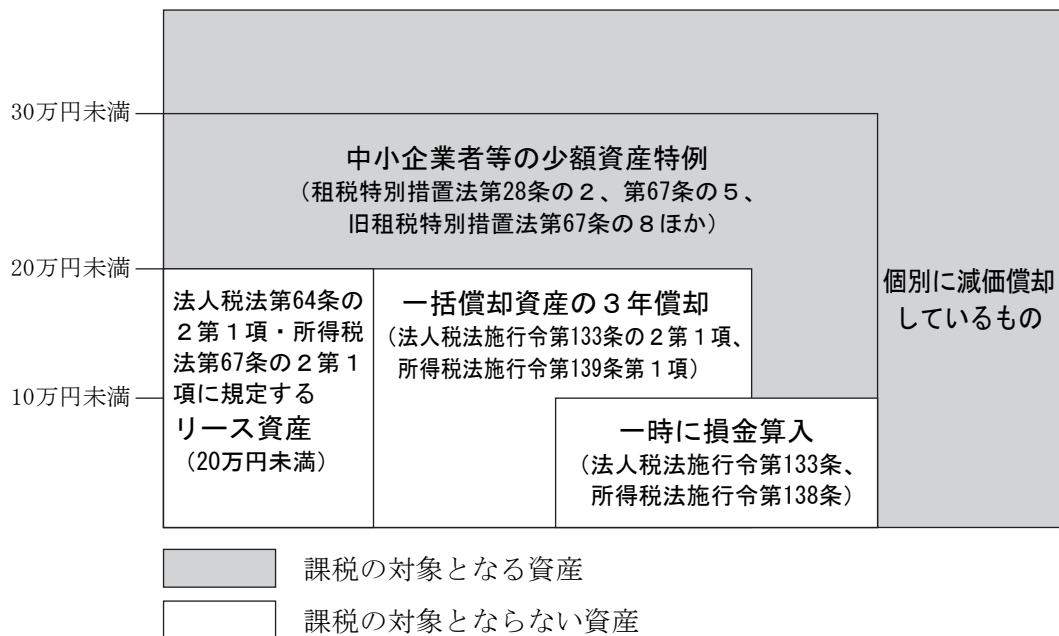 30万円未満
中小企業者等の少額資産特例
（租税特別措置法第28条の２、第67条の５、
旧租税特別措置法第67条の８ほか）
20万円未満
法人税法第64条の
２第１項・所得税
法第67条の２第１
項に規定する
リース資産
（20万円未満）
一括償却資産の３年償却
（法人税法施行令第133条の２第１項、
所得税法施行令第139条第１項）
個別に減価償却
しているもの
10万円未満
一時に損金算入
（法人税法施行令第133条、
所得税法施行令第138条）
課税の対象となる資産
課税の対象とならない資産